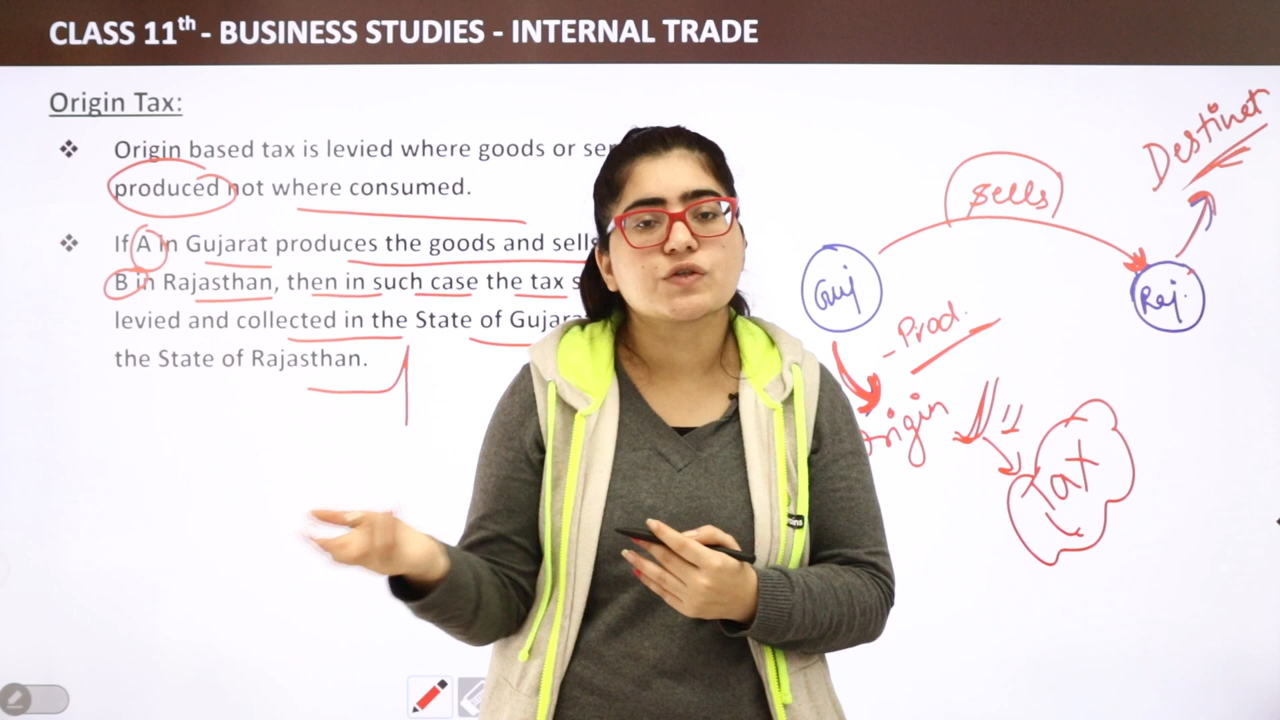 CLASS 11th - BUSINESS STUDIES - INTERNAL TRADE
Origin Tax:
❖ Origin based tax is levied where goods or
produced not where consumed.
❖ If A in Gujarat produces the goods and sells
B in Rajasthan, then in such case the tax
levied and collected in the State of
the State of Rajasthan.
sells
Destinat
Guj
Raj.
- Prod.
Origin
Tax